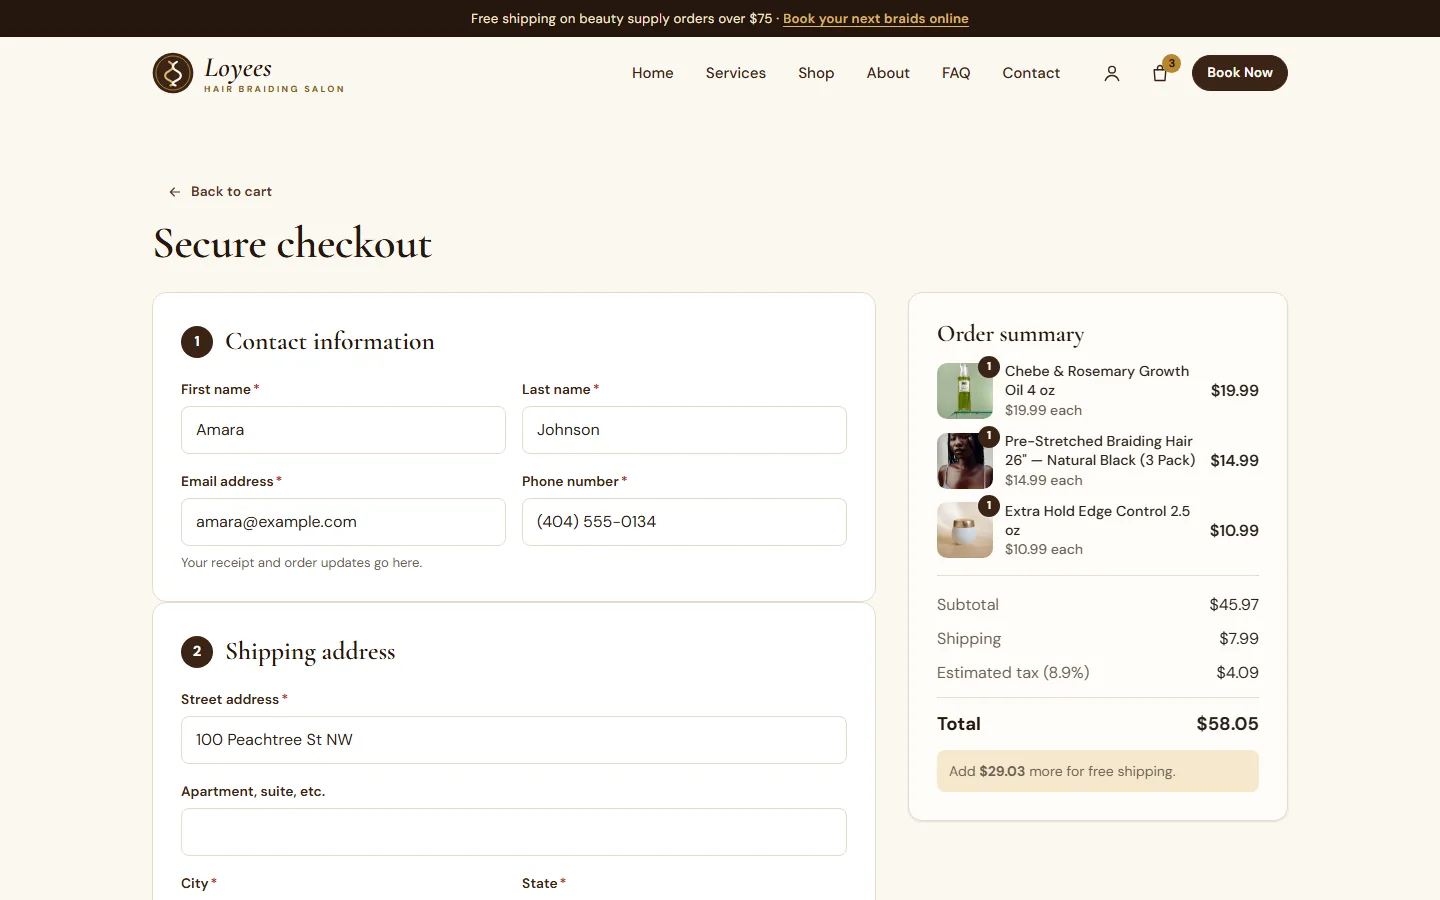 Free shipping on beauty supply orders over $75 · Book your next braids online
Loyees
HAIR BRAIDING SALON
Home
Services
Shop
About
FAQ
Contact
3
Book Now
Back to cart
Secure checkout
1
Contact information
First name *
Last name *
Amara
Johnson
Email address *
Phone number *
amara@example.com
(404) 555-0134
Your receipt and order updates go here.
2
Shipping address
Street address *
100 Peachtree St NW
Apartment, suite, etc.
City *
State *
Order summary
1
Chebe & Rosemary Growth
Oil 4 oz
$19.99 each
$19.99
1
Pre-Stretched Braiding Hair
26" — Natural Black (3 Pack)
$14.99 each
$14.99
1
Extra Hold Edge Control 2.5
oz
$10.99 each
$10.99
Subtotal
$45.97
Shipping
$7.99
Estimated tax (8.9%)
$4.09
Total
$58.05
Add $29.03 more for free shipping.